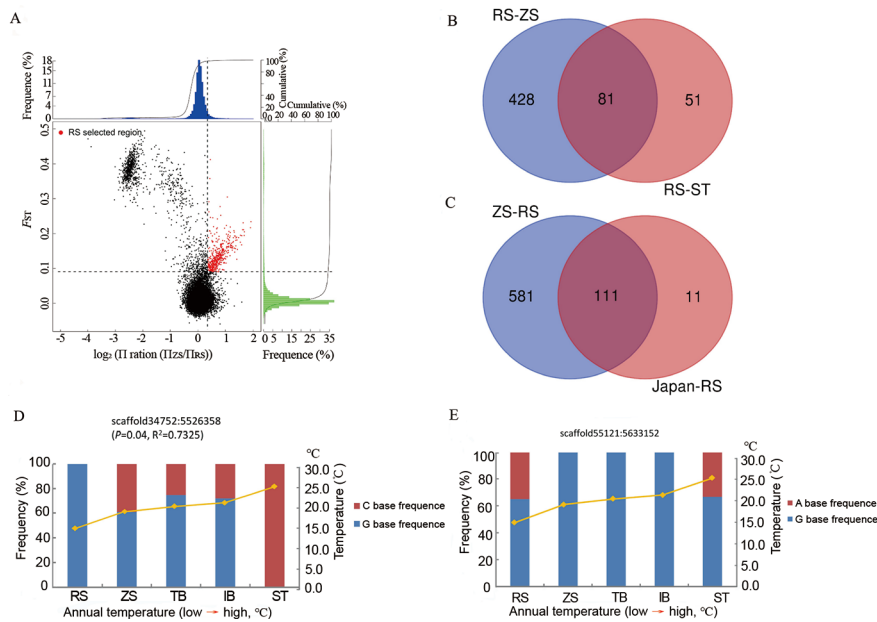 A
Frequence (%)
18
15
11
7
4
0
100
80
60
40
20
0
Cumulative (%)
Cumulative (%)
0 20 40 60 80 100
RS selected region
FST
0.5
0.4
0.3
0.2
0.1
0.0
-5 -4 -3 -2 -1 0 1 2
log2 (Π ration (ΠZS/ΠRS))
0 5 15 25 35
Frequence (%)
B
RS-ZS
428
81
51
RS-ST
C
ZS-RS
581
111
11
Japan-RS
D
scaffold34752:5526358
(P=0.04, R2=0.7325)
℃
Frequency (%)
100
80
60
40
20
0
30.0
25.0
20.0
15.0
10.0
5.0
0.0
Temperature (℃)
C base frequence
G base frequence
RS ZS TB IB ST
Annual temperature (low → high, ℃)
E
scaffold55121:5633152
℃
Frequency (%)
100
80
60
40
20
0
30.0
25.0
20.0
15.0
10.0
5.0
0.0
Temperature (℃)
A base frequence
G base frequence
RS ZS TB IB ST
Annual temperature (low → high, ℃)